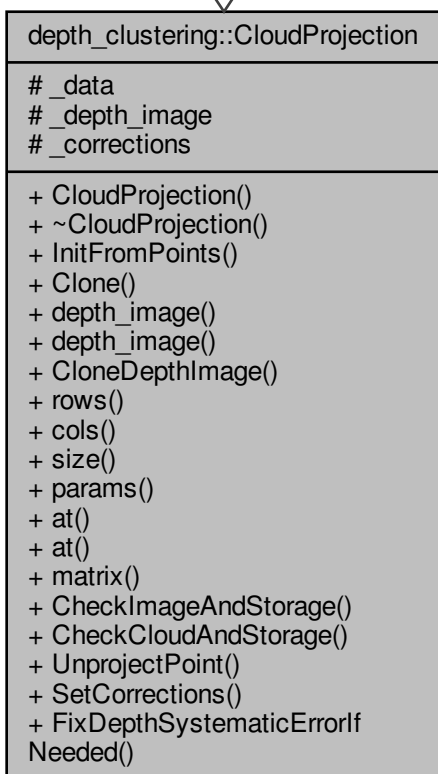 depth_clustering::CloudProjection
# _data
# _depth_image
# _corrections
+ CloudProjection()
+ ~CloudProjection()
+ InitFromPoints()
+ Clone()
+ depth_image()
+ depth_image()
+ CloneDepthImage()
+ rows()
+ cols()
+ size()
+ params()
+ at()
+ at()
+ matrix()
+ CheckImageAndStorage()
+ CheckCloudAndStorage()
+ UnprojectPoint()
+ SetCorrections()
+ FixDepthSystematicErrorIf
Needed()